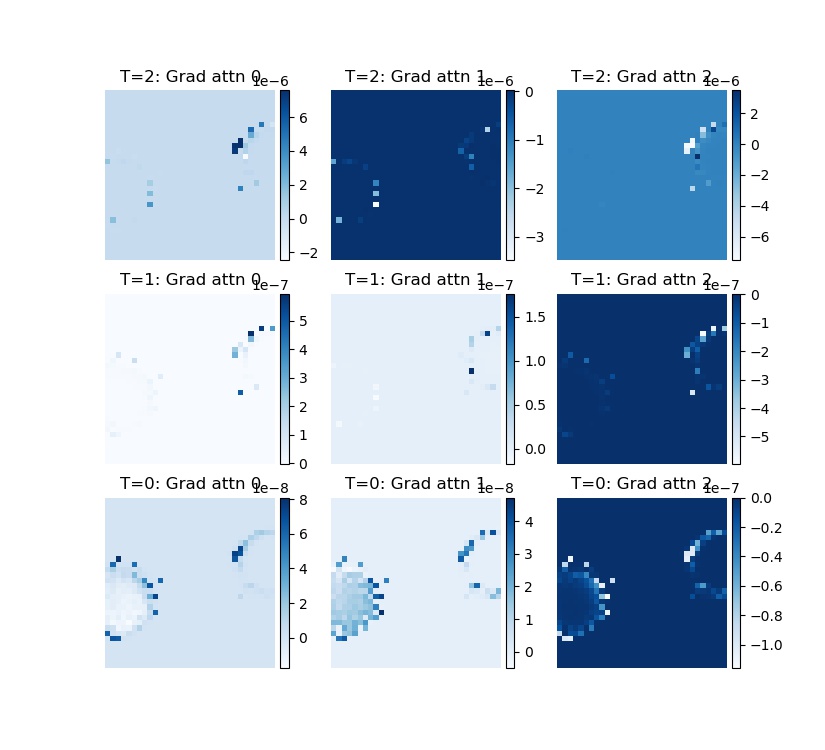 T=2: Grad attn 0
1e−6
T=2: Grad attn 1
1e−6
T=2: Grad attn 2
1e−6
6
4
2
0
−2
0
−1
−2
−3
2
0
−2
−4
−6
T=1: Grad attn 0
1e−7
T=1: Grad attn 1
1e−7
T=1: Grad attn 2
1e−7
5
4
3
2
1
0
1.5
1.0
0.5
0.0
0
−1
−2
−3
−4
−5
T=0: Grad attn 0
1e−8
T=0: Grad attn 1
1e−8
T=0: Grad attn 2
1e−7
8
6
4
2
0
4
3
2
1
0
0.0
−0.2
−0.4
−0.6
−0.8
−1.0